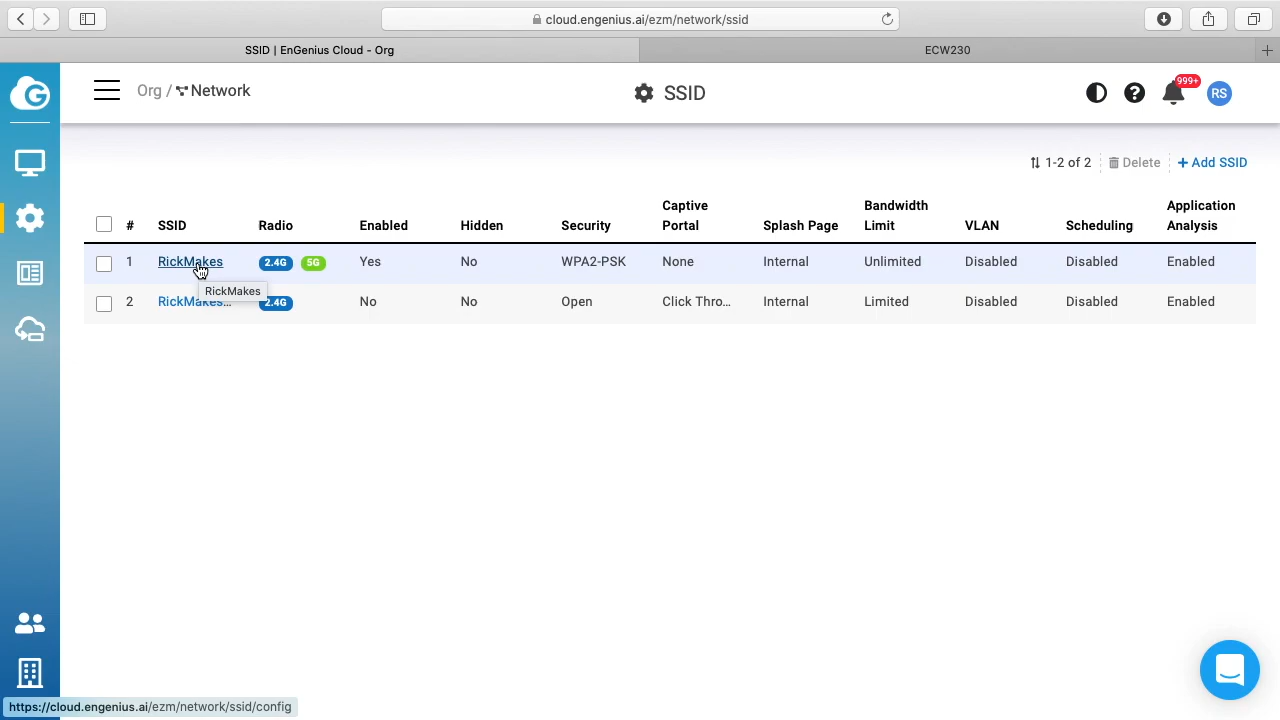 cloud.engenius.ai/ezm/network/ssid
SSID | EnGenius Cloud - Org
ECW230
Org / Network
SSID
999+
RS
1-2 of 2
Delete
+ Add SSID
# SSID Radio Enabled Hidden Security Captive Portal Splash Page Bandwidth Limit VLAN Scheduling Application Analysis
1 RickMakes 2.4G 5G Yes No WPA2-PSK None Internal Unlimited Disabled Disabled Enabled
RickMakes
2 RickMakes... 2.4G No No Open Click Thro... Internal Limited Disabled Disabled Enabled
https://cloud.engenius.ai/ezm/network/ssid/config